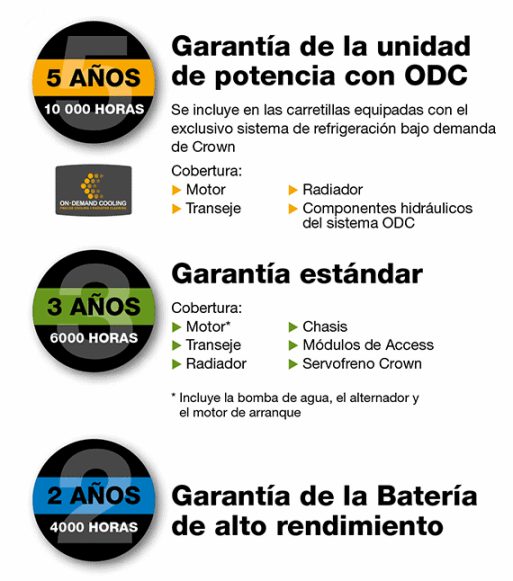 5
5 AÑOS
10 000 HORAS
Garantía de la unidad
de potencia con ODC
Se incluye en las carretillas equipadas con el
exclusivo sistema de refrigeración bajo demanda
de Crown
ON-DEMAND COOLING
Cobertura:
Motor
Radiador
Transeje
Componentes hidráulicos
del sistema ODC
3
3 AÑOS
6000 HORAS
Garantía estándar
Cobertura:
Motor*
Chasis
Transeje
Módulos de Access
Radiador
Servofreno Crown
* Incluye la bomba de agua, el alternador y
el motor de arranque
2
2 AÑOS
4000 HORAS
Garantía de la Batería
de alto rendimiento